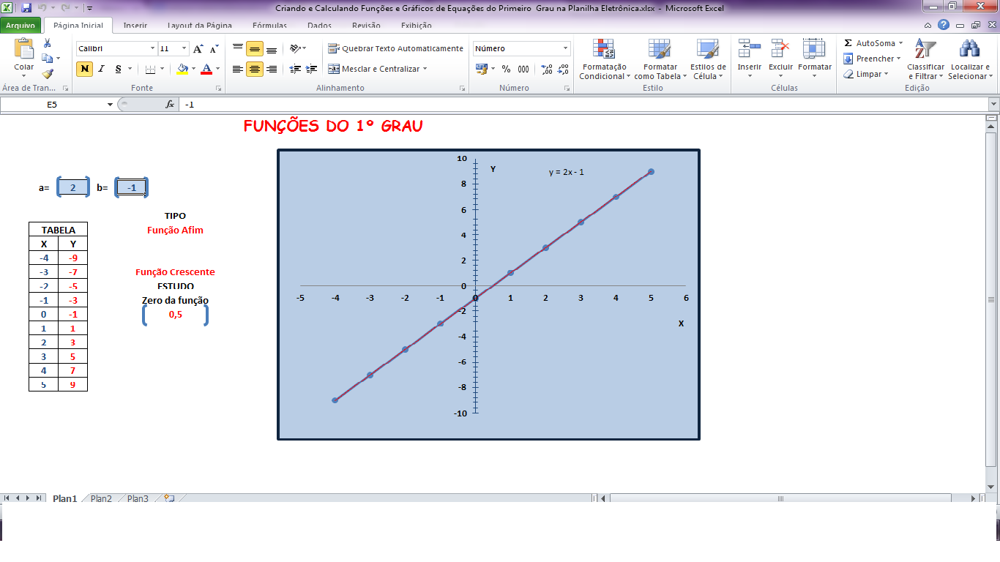 Criando e Calculando Funções e Gráficos de Equações do Primeiro Grau na Planilha Eletrônica.xlsx - Microsoft Excel
Arquivo Página Inicial Inserir Layout da Página Fórmulas Dados Revisão Exibição
Calibri 11 Quebrar Texto Automaticamente Número AutoSoma
Colar Preencher
N I S Mesclar e Centralizar % 000 Limpar
Formatação Condicional Formatar como Tabela Estilos de Célula Inserir Excluir Formatar Classificar e Filtrar Localizar e Selecionar
Área de Tran... Fonte Alinhamento Número Estilo Células Edição
E5 fx -1
FUNÇÕES DO 1º GRAU
a= 2 b= -1
TIPO
Função Afim
Função Crescente
ESTUDO
Zero da função
0,5
TABELA
X Y
-4 -9
-3 -7
-2 -5
-1 -3
0 -1
1 1
2 3
3 5
4 7
5 9
10
Y
y = 2x - 1
8
6
4
2
0
-5 -4 -3 -2 -1 0 1 2 3 4 5 6
-2
X
-4
-6
-8
-10
Plan1 Plan2 Plan3